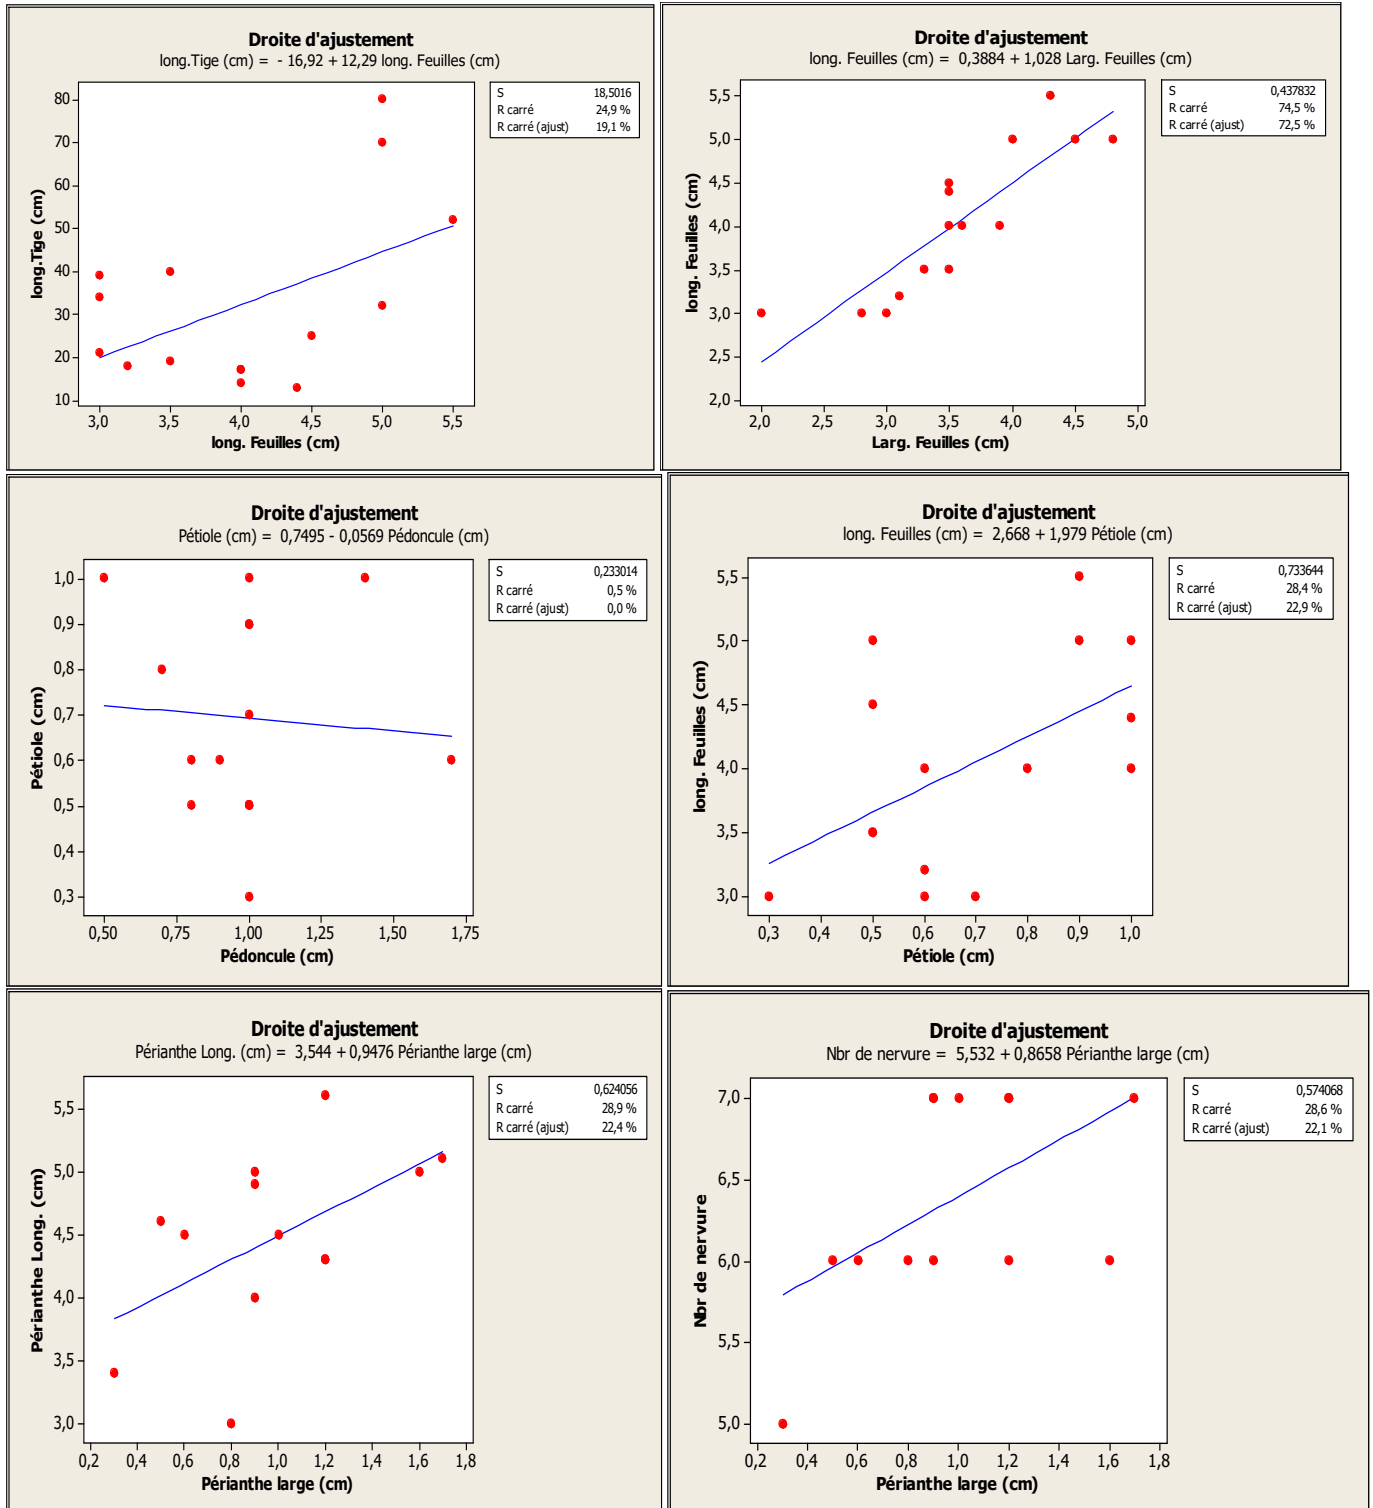 Droite d'ajustement
long.Tige (cm) = - 16,92 + 12,29 long. Feuilles (cm)
S 18,5016
R carré 24,9 %
R carré (ajust) 19,1 %
long.Tige (cm)
80
70
60
50
40
30
20
10
3,0 3,5 4,0 4,5 5,0 5,5
long. Feuilles (cm)
Droite d'ajustement
long. Feuilles (cm) = 0,3884 + 1,028 Larg. Feuilles (cm)
S 0,437832
R carré 74,5 %
R carré (ajust) 72,5 %
long. Feuilles (cm)
5,5
5,0
4,5
4,0
3,5
3,0
2,5
2,0
2,0 2,5 3,0 3,5 4,0 4,5 5,0
Larg. Feuilles (cm)
Droite d'ajustement
Pétiole (cm) = 0,7495 - 0,0569 Pédoncule (cm)
S 0,233014
R carré 0,5 %
R carré (ajust) 0,0 %
Pétiole (cm)
1,0
0,9
0,8
0,7
0,6
0,5
0,4
0,3
0,50 0,75 1,00 1,25 1,50 1,75
Pédoncule (cm)
Droite d'ajustement
long. Feuilles (cm) = 2,668 + 1,979 Pétiole (cm)
S 0,733644
R carré 28,4 %
R carré (ajust) 22,9 %
long. Feuilles (cm)
5,5
5,0
4,5
4,0
3,5
3,0
0,3 0,4 0,5 0,6 0,7 0,8 0,9 1,0
Pétiole (cm)
Droite d'ajustement
Périanthe Long. (cm) = 3,544 + 0,9476 Périanthe large (cm)
S 0,624056
R carré 28,9 %
R carré (ajust) 22,4 %
Périanthe Long. (cm)
5,5
5,0
4,5
4,0
3,5
3,0
0,2 0,4 0,6 0,8 1,0 1,2 1,4 1,6 1,8
Périanthe large (cm)
Droite d'ajustement
Nbr de nervure = 5,532 + 0,8658 Périanthe large (cm)
S 0,574068
R carré 28,6 %
R carré (ajust) 22,1 %
Nbr de nervure
7,0
6,5
6,0
5,5
5,0
0,2 0,4 0,6 0,8 1,0 1,2 1,4 1,6 1,8
Périanthe large (cm)